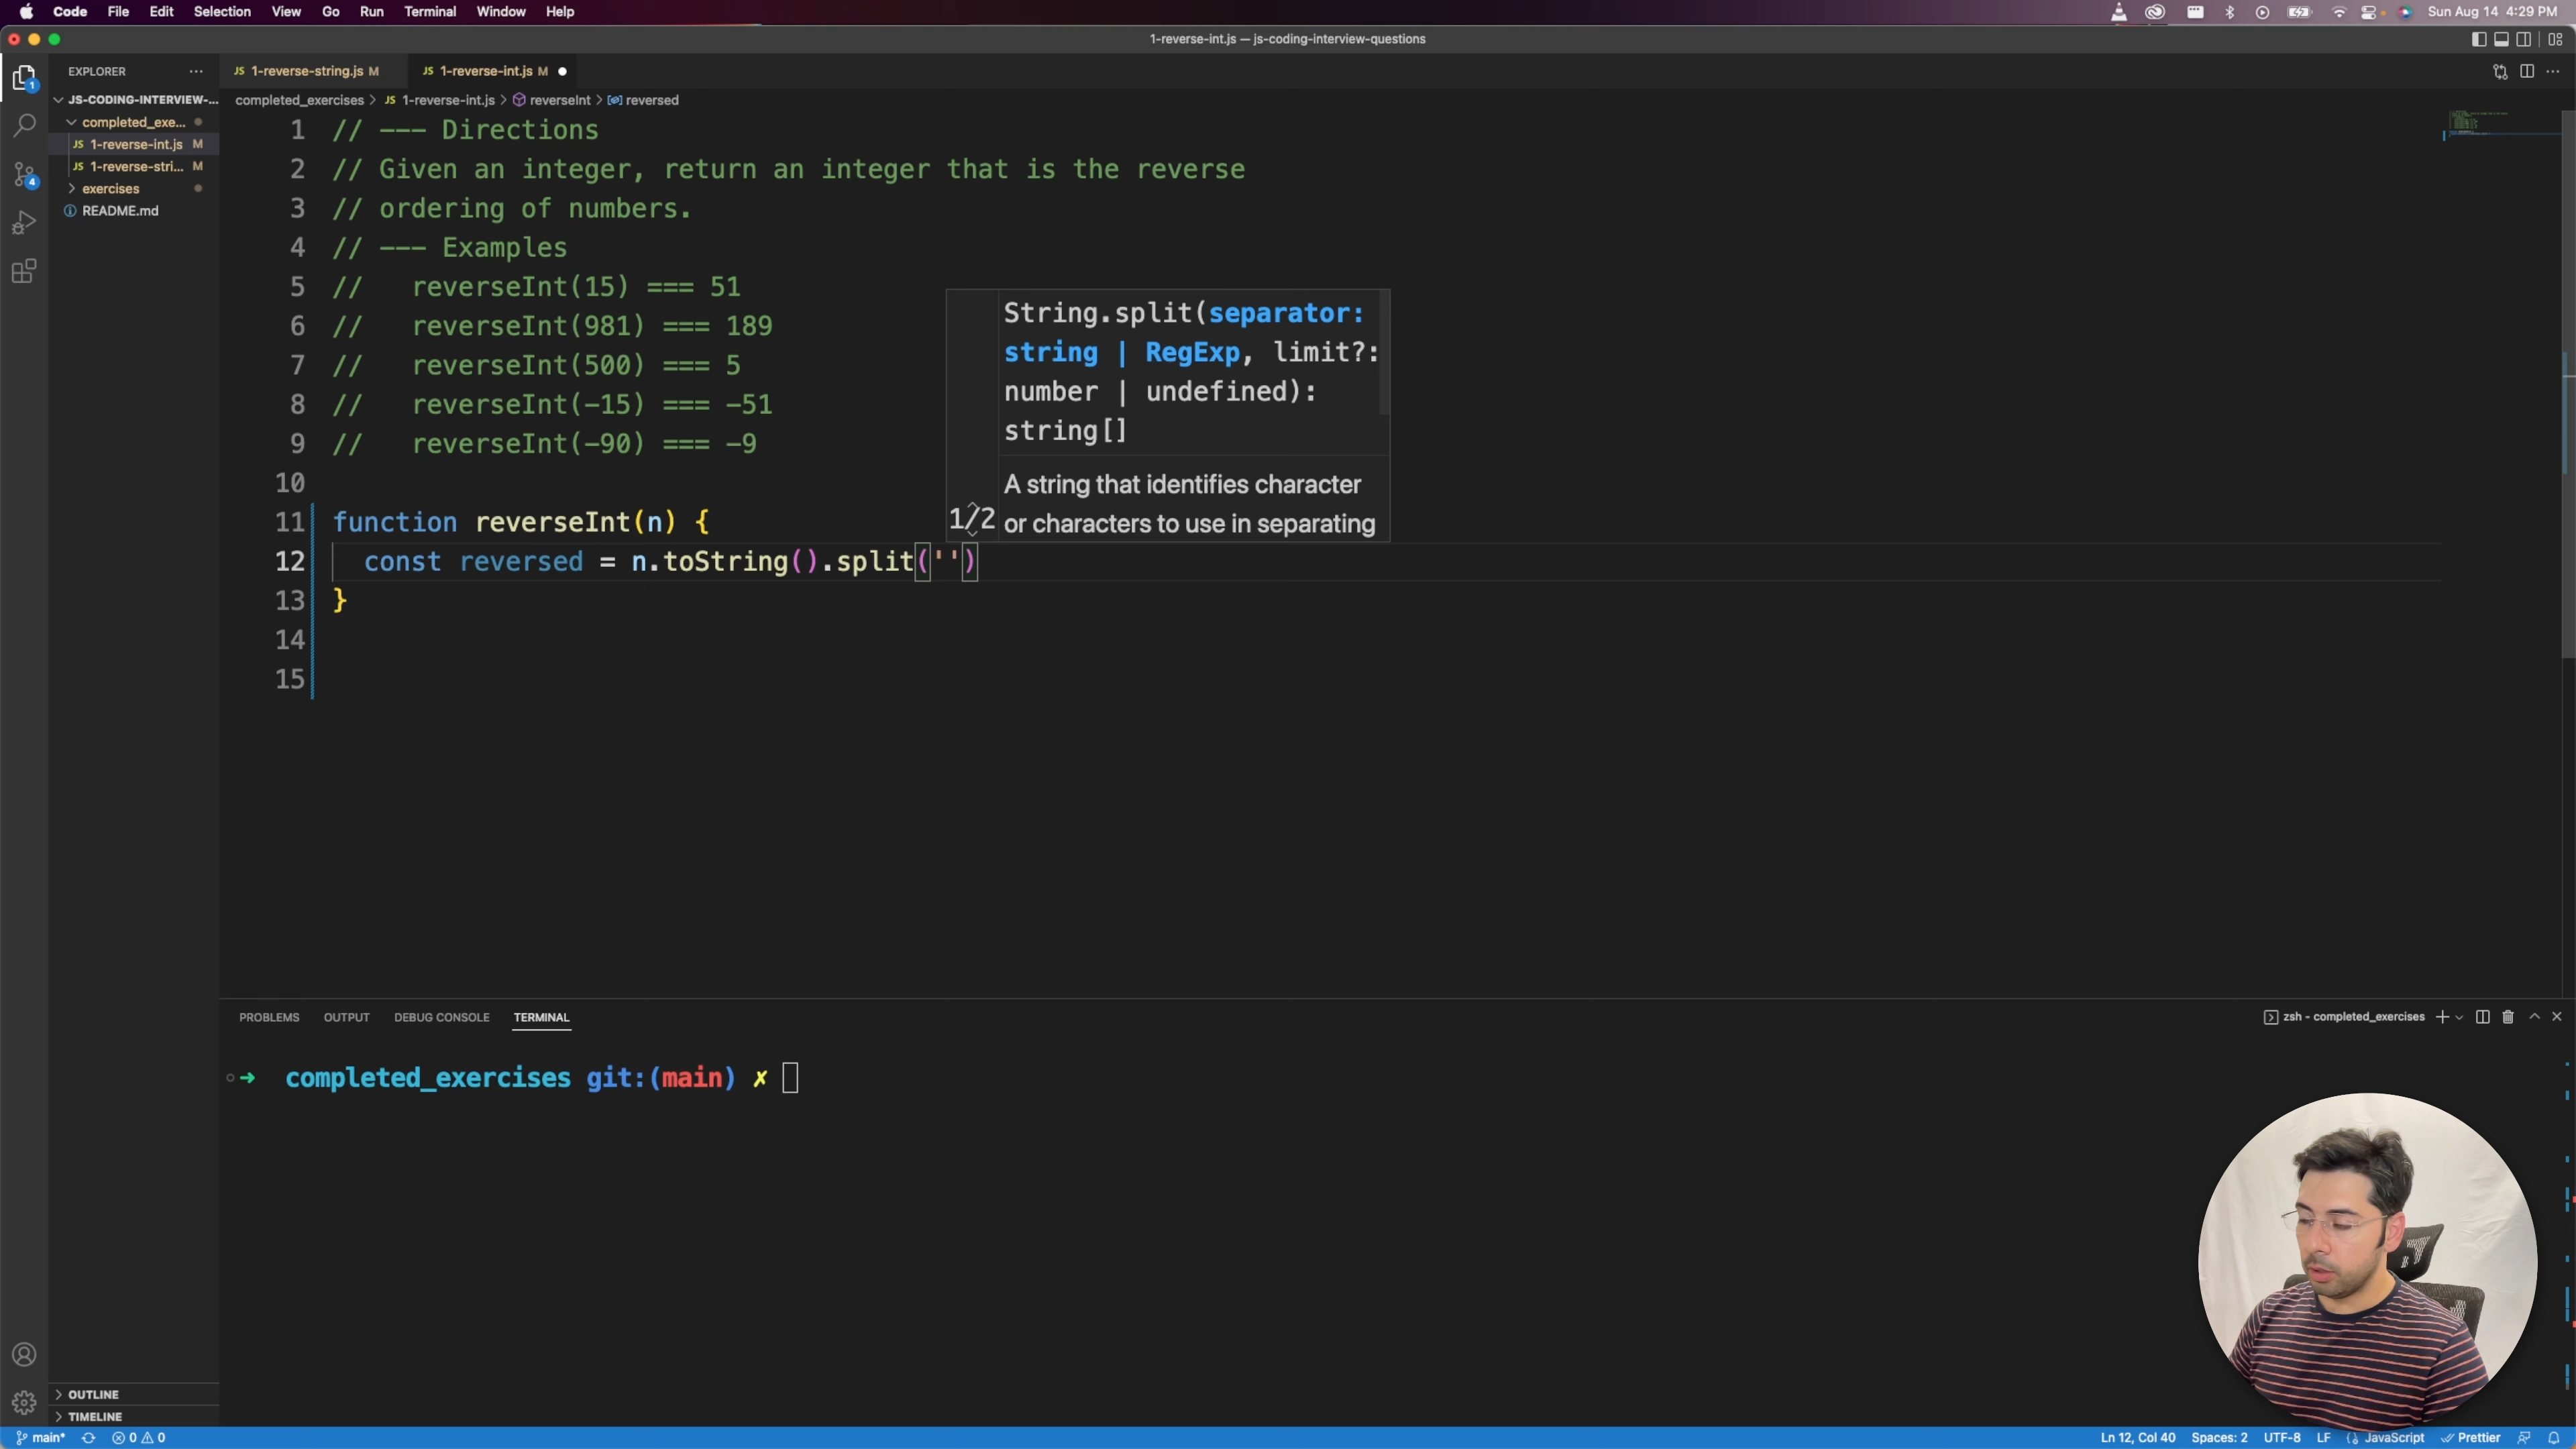 Code File Edit Selection View Go Run Terminal Window Help
Sun Aug 14 4:29 PM
1-reverse-int.js — js-coding-interview-questions
EXPLORER
JS-CODING-INTERVIEW-...
completed_exe...
JS 1-reverse-int.js M
JS 1-reverse-stri... M
exercises
README.md
OUTLINE
TIMELINE
1
4
JS 1-reverse-string.js M
JS 1-reverse-int.js M
completed_exercises > JS 1-reverse-int.js > reverseInt > reversed
1 // --- Directions
2 // Given an integer, return an integer that is the reverse
3 // ordering of numbers.
4 // --- Examples
5 //   reverseInt(15) === 51
6 //   reverseInt(981) === 189
7 //   reverseInt(500) === 5
8 //   reverseInt(-15) === -51
9 //   reverseInt(-90) === -9
10
11 function reverseInt(n) {
12   const reversed = n.toString().split('')
13 }
14
15
String.split(separator:
string | RegExp, limit?:
number | undefined):
string[]
A string that identifies character
1/2 or characters to use in separating
PROBLEMS OUTPUT DEBUG CONSOLE TERMINAL
zsh - completed_exercises
➜ completed_exercises git:(main) ✗
main* 0 0
Ln 12, Col 40 Spaces: 2 UTF-8 LF JavaScript Prettier